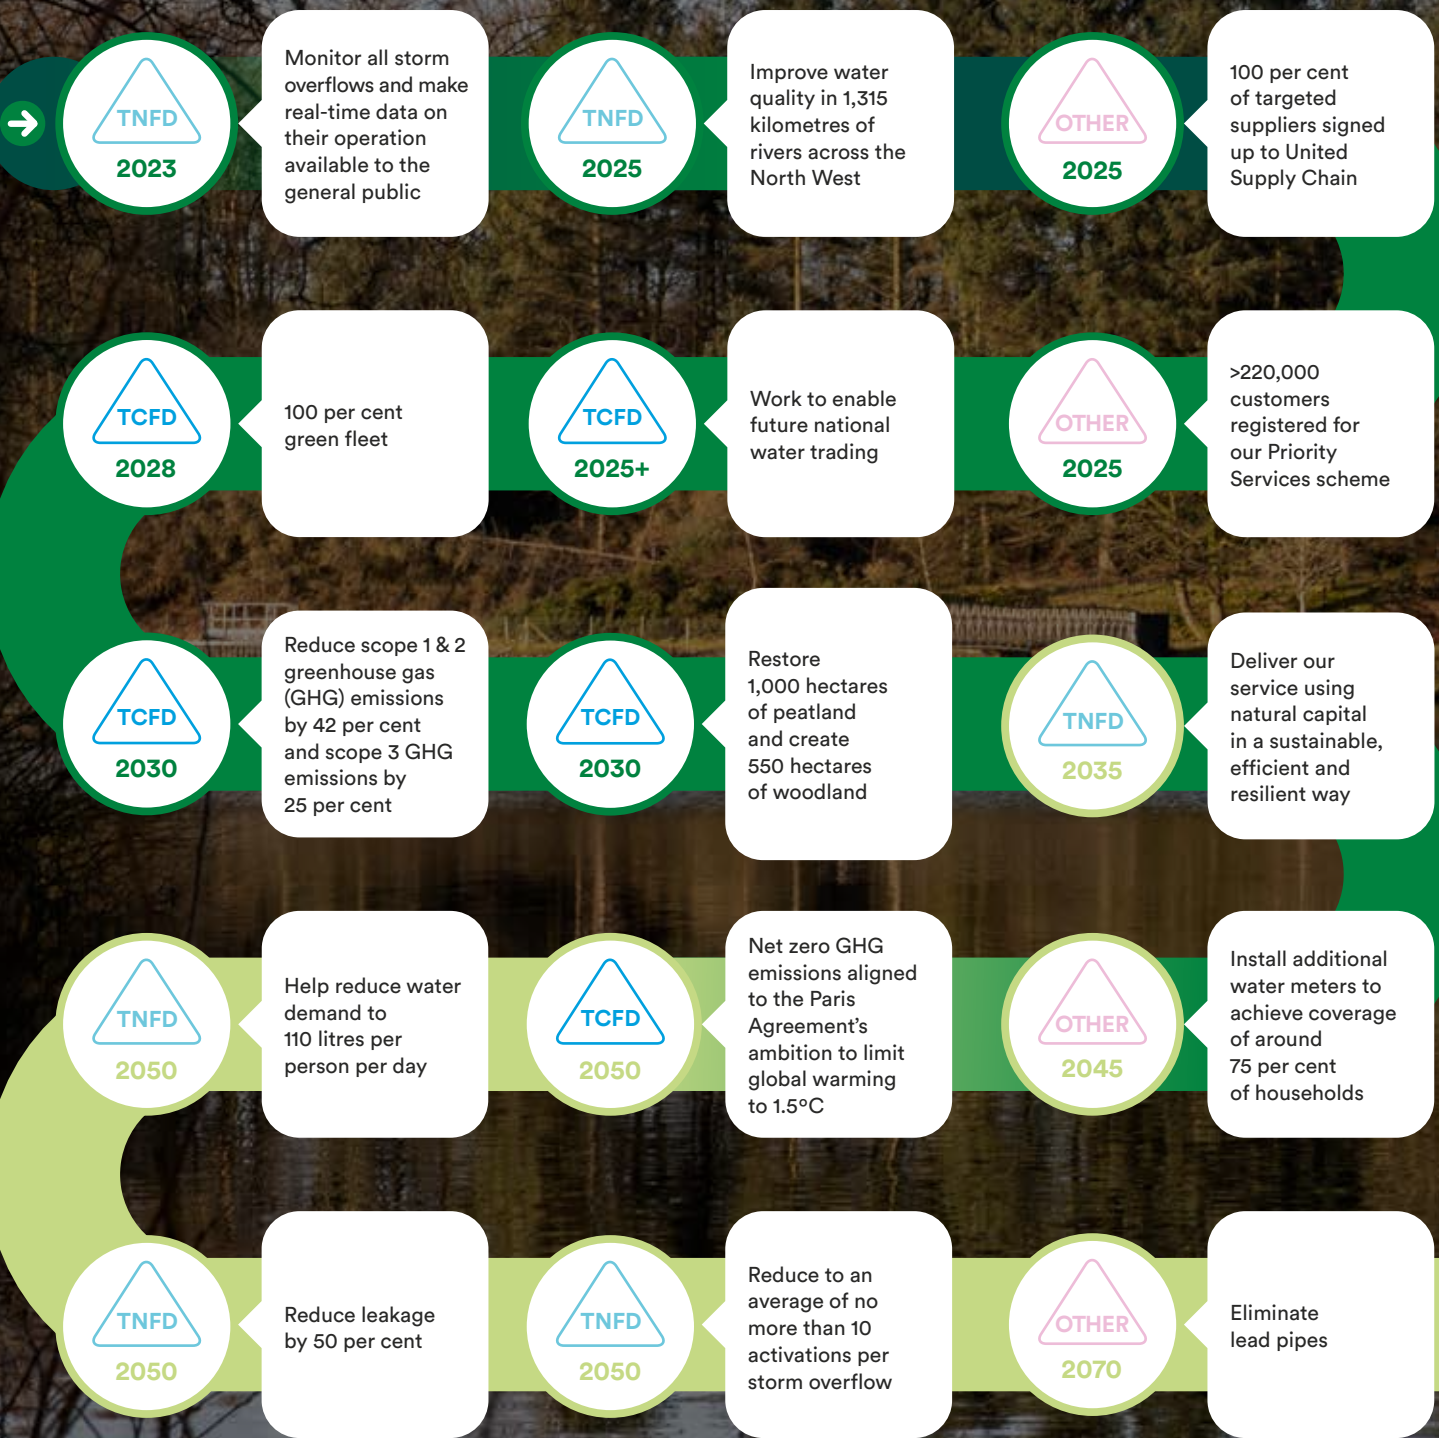 TNFD
2023
Monitor all storm
overflows and make
real-time data on
their operation
available to the
general public
TNFD
2025
Improve water
quality in 1,315
kilometres of
rivers across the
North West
OTHER
2025
100 per cent
of targeted
suppliers signed
up to United
Supply Chain
OTHER
2025
>220,000
customers
registered for
our Priority
Services scheme
TCFD
2025+
Work to enable
future national
water trading
TCFD
2028
100 per cent
green fleet
TCFD
2030
Reduce scope 1 & 2
greenhouse gas
(GHG) emissions
by 42 per cent
and scope 3 GHG
emissions by
25 per cent
TCFD
2030
Restore
1,000 hectares
of peatland
and create
550 hectares
of woodland
TNFD
2035
Deliver our
service using
natural capital
in a sustainable,
efficient and
resilient way
OTHER
2045
Install additional
water meters to
achieve coverage
of around
75 per cent
of households
TCFD
2050
Net zero GHG
emissions aligned
to the Paris
Agreement’s
ambition to limit
global warming
to 1.5°C
TNFD
2050
Help reduce water
demand to
110 litres per
person per day
TNFD
2050
Reduce leakage
by 50 per cent
TNFD
2050
Reduce to an
average of no
more than 10
activations per
storm overflow
OTHER
2070
Eliminate
lead pipes